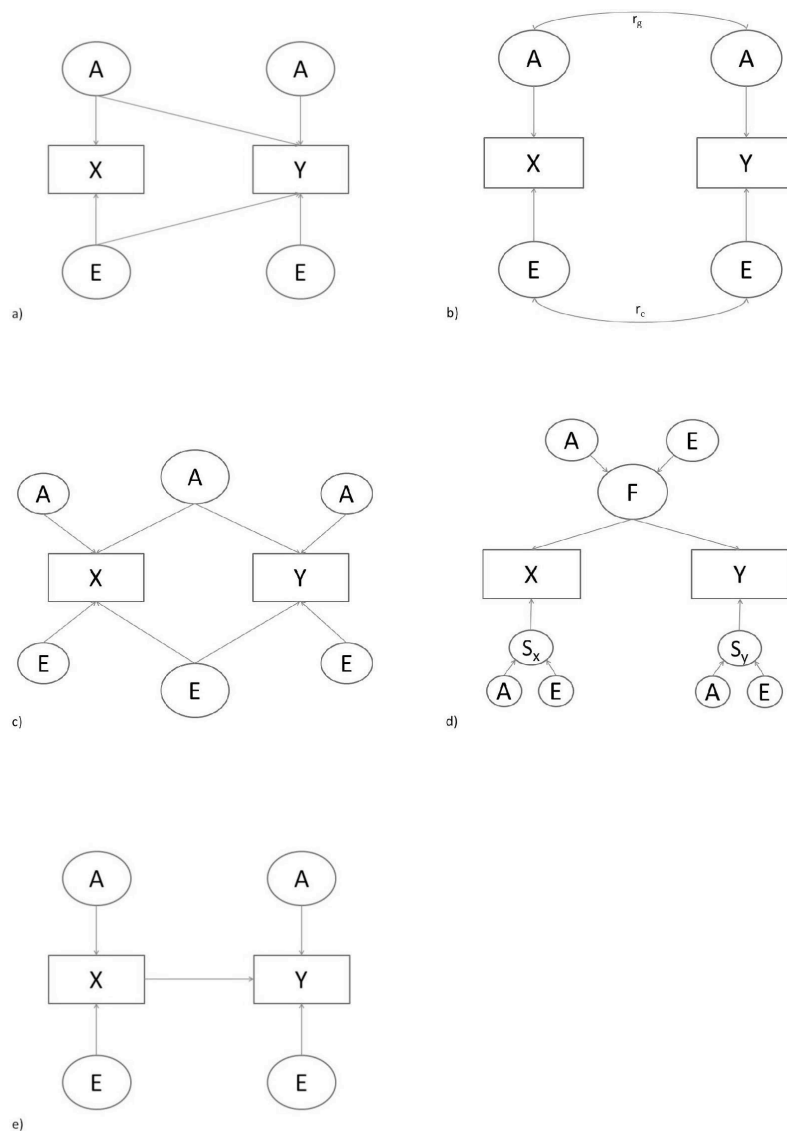 A A
X Y
E E
a)
r_g
A A
X Y
E E
r_c
b)
A A A
X Y
E E E
c)
A E
F
X Y
S_x S_y
A E A E
d)
A A
X Y
E E
e)